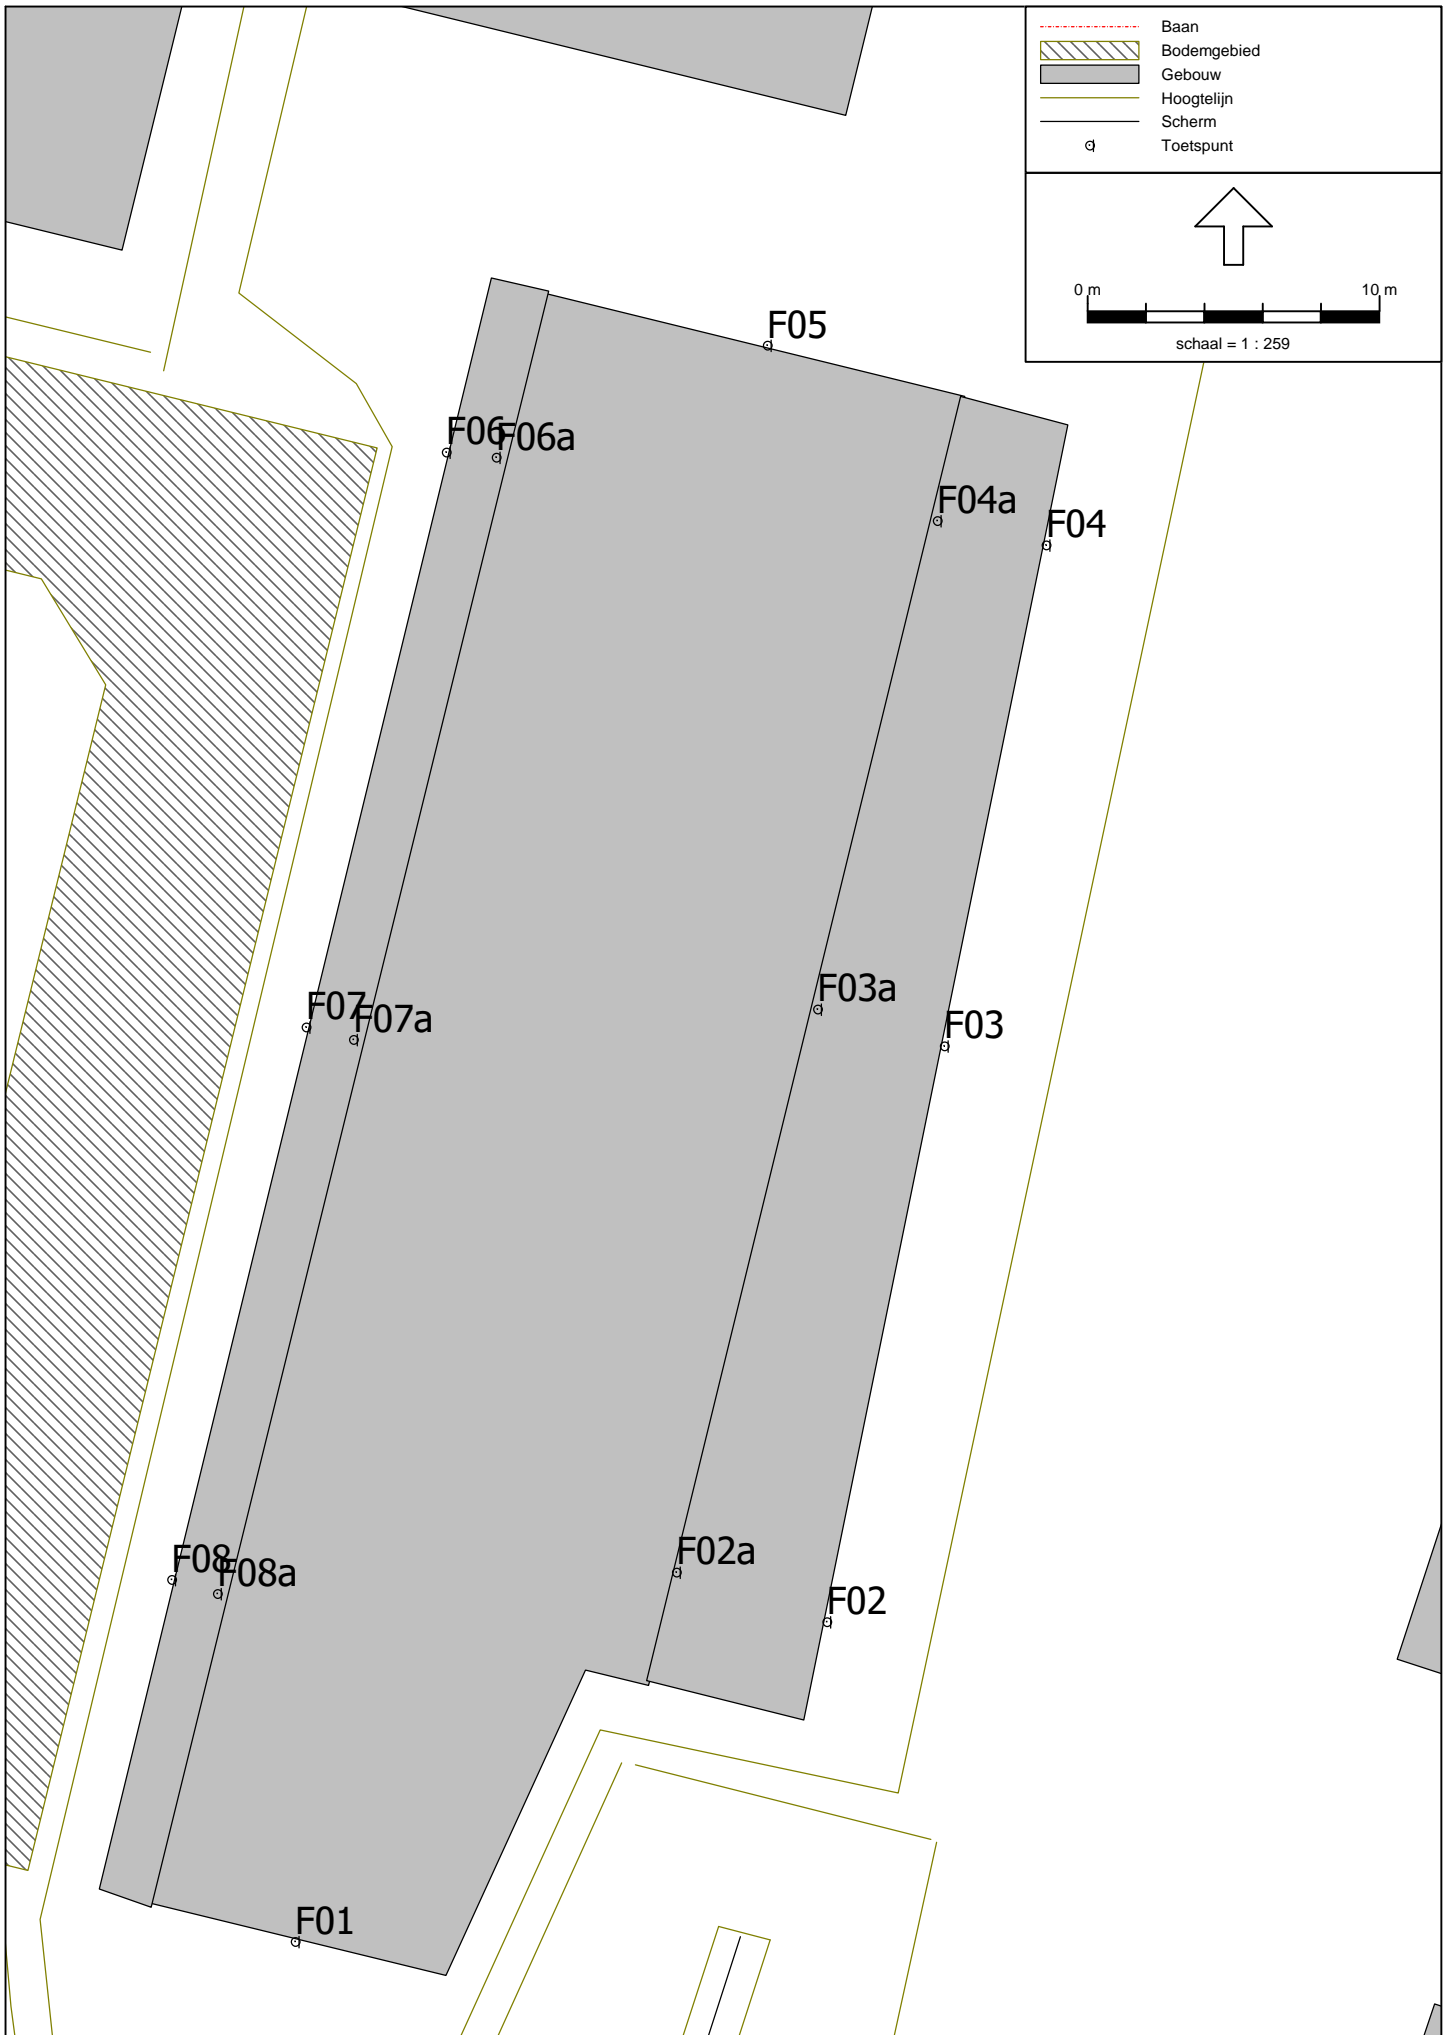 Baan
Bodemgebied
Gebouw
Hoogtelijn
Scherm
Toetspunt
0 m 10 m
schaal = 1 : 259
F05
F06 F06a
F04a
F04
F03a
F07 F07a
F03
F02a
F08 F08a
F02
F01